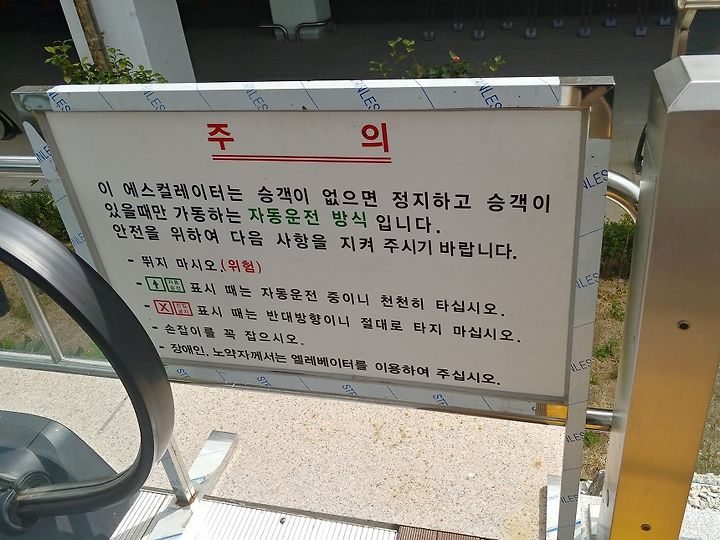 주 의
이 에스컬레이터는 승객이 없으면 정지하고 승객이
있을때만 가동하는 자동운전 방식 입니다.
안전을 위하여 다음 사항을 지켜 주시기 바랍니다.
- 뛰지 마시오.(위험)
- 자동운전 표시 때는 자동운전 중이니 천천히 타십시오.
- X 표시 때는 반대방향이니 절대로 타지 마십시오.
- 손잡이를 꼭 잡으시오.
- 장애인, 노약자께서는 엘레베이터를 이용하여 주십시오.